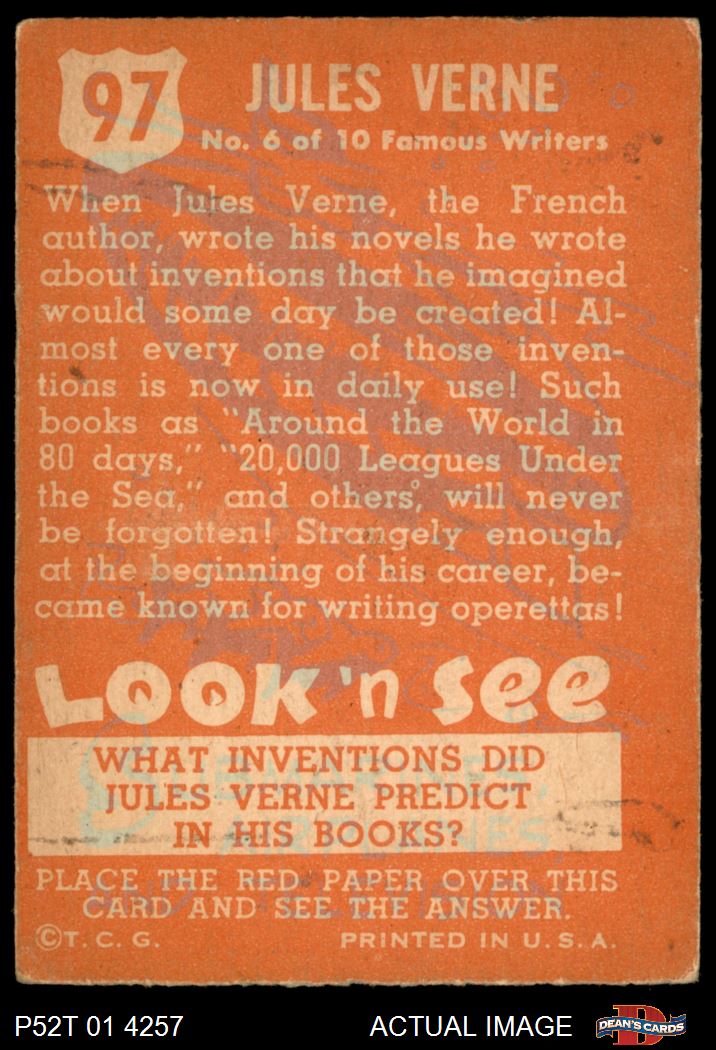 97
JULES VERNE
No. 6 of 10 Famous Writers
When Jules Verne, the French
author, wrote his novels he wrote
about inventions that he imagined
would some day be created! Al-
most every one of those inven-
tions is now in daily use! Such
books as "Around the World in
80 days," "20,000 Leagues Under
the Sea," and others, will never
be forgotten! Strangely enough,
at the beginning of his career, be-
came known for writing operettas!
LOOK 'n See
WHAT INVENTIONS DID
JULES VERNE PREDICT
IN HIS BOOKS?
SUBMARINES,
AIRPLANES,
PLACE THE RED PAPER OVER THIS
CARD AND SEE THE ANSWER.
©T. C. G.
PRINTED IN U. S. A.
P52T 01 4257
ACTUAL IMAGE
D
DEAN'S CARDS